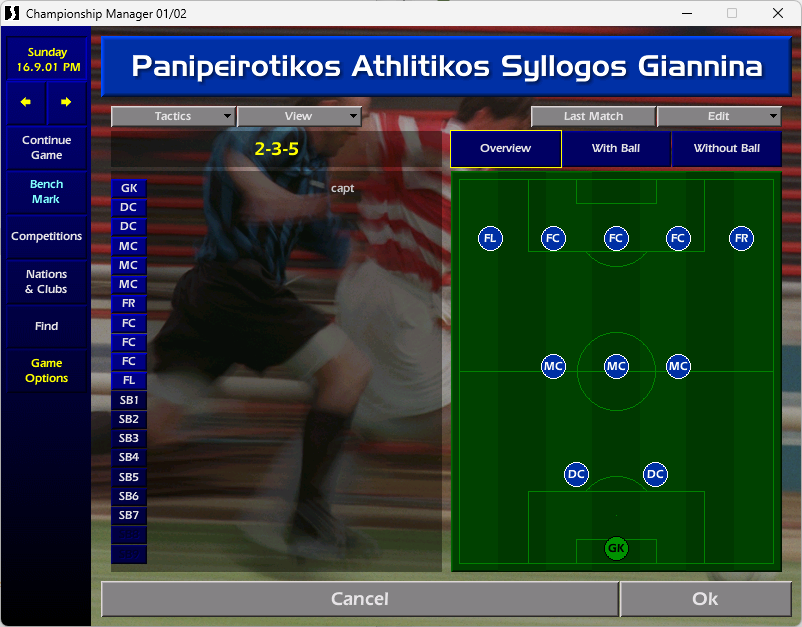 Championship Manager 01/02
Sunday
16.9.01 PM
Continue
Game
Bench
Mark
Competitions
Nations
& Clubs
Find
Game
Options
Panipeirotikos Athlitikos Syllogos Giannina
Tactics
View
Last Match
Edit
2-3-5
Overview
With Ball
Without Ball
GK
capt
DC
DC
MC
MC
MC
FR
FC
FC
FC
FL
SB1
SB2
SB3
SB4
SB5
SB6
SB7
FL FC FC FC FR
MC MC MC
DC DC
GK
Cancel
Ok